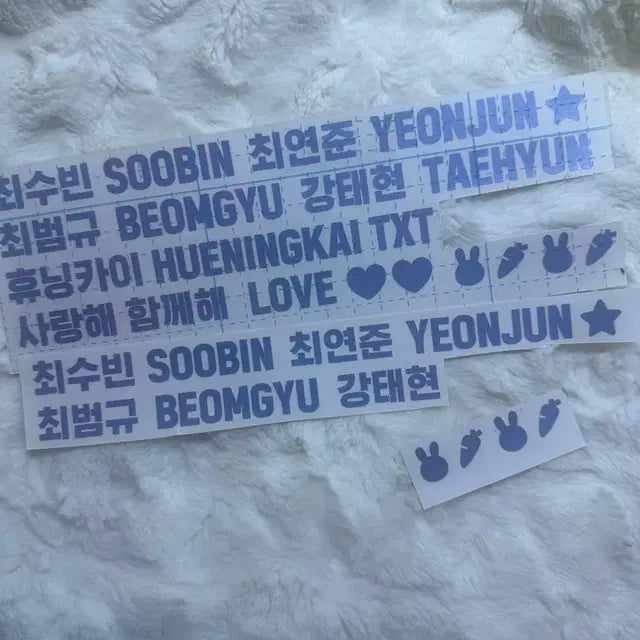 최수빈 SOOBIN 최연준 YEONJUN
최범규 BEOMGYU 강태현 TAEHYUN
휴닝카이 HUENINGKAI TXT
사랑해 함께해 LOVE
최수빈 SOOBIN 최연준 YEONJUN
최범규 BEOMGYU 강태현